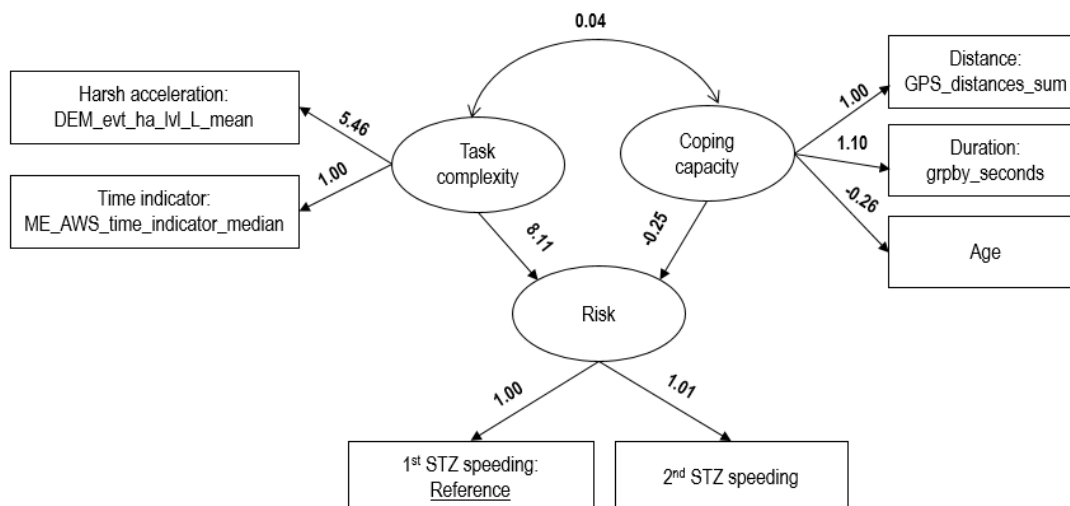 0.04
Harsh acceleration:
DEM_evt_ha_lvl_L_mean
5.46
Time indicator:
ME_AWS_time_indicator_median
1.00
Task
complexity
Coping
capacity
1.00
Distance:
GPS_distances_sum
1.10
Duration:
grpby_seconds
-0.26
Age
8.11
-0.25
Risk
1.00
1.01
1st STZ speeding:
Reference
2nd STZ speeding